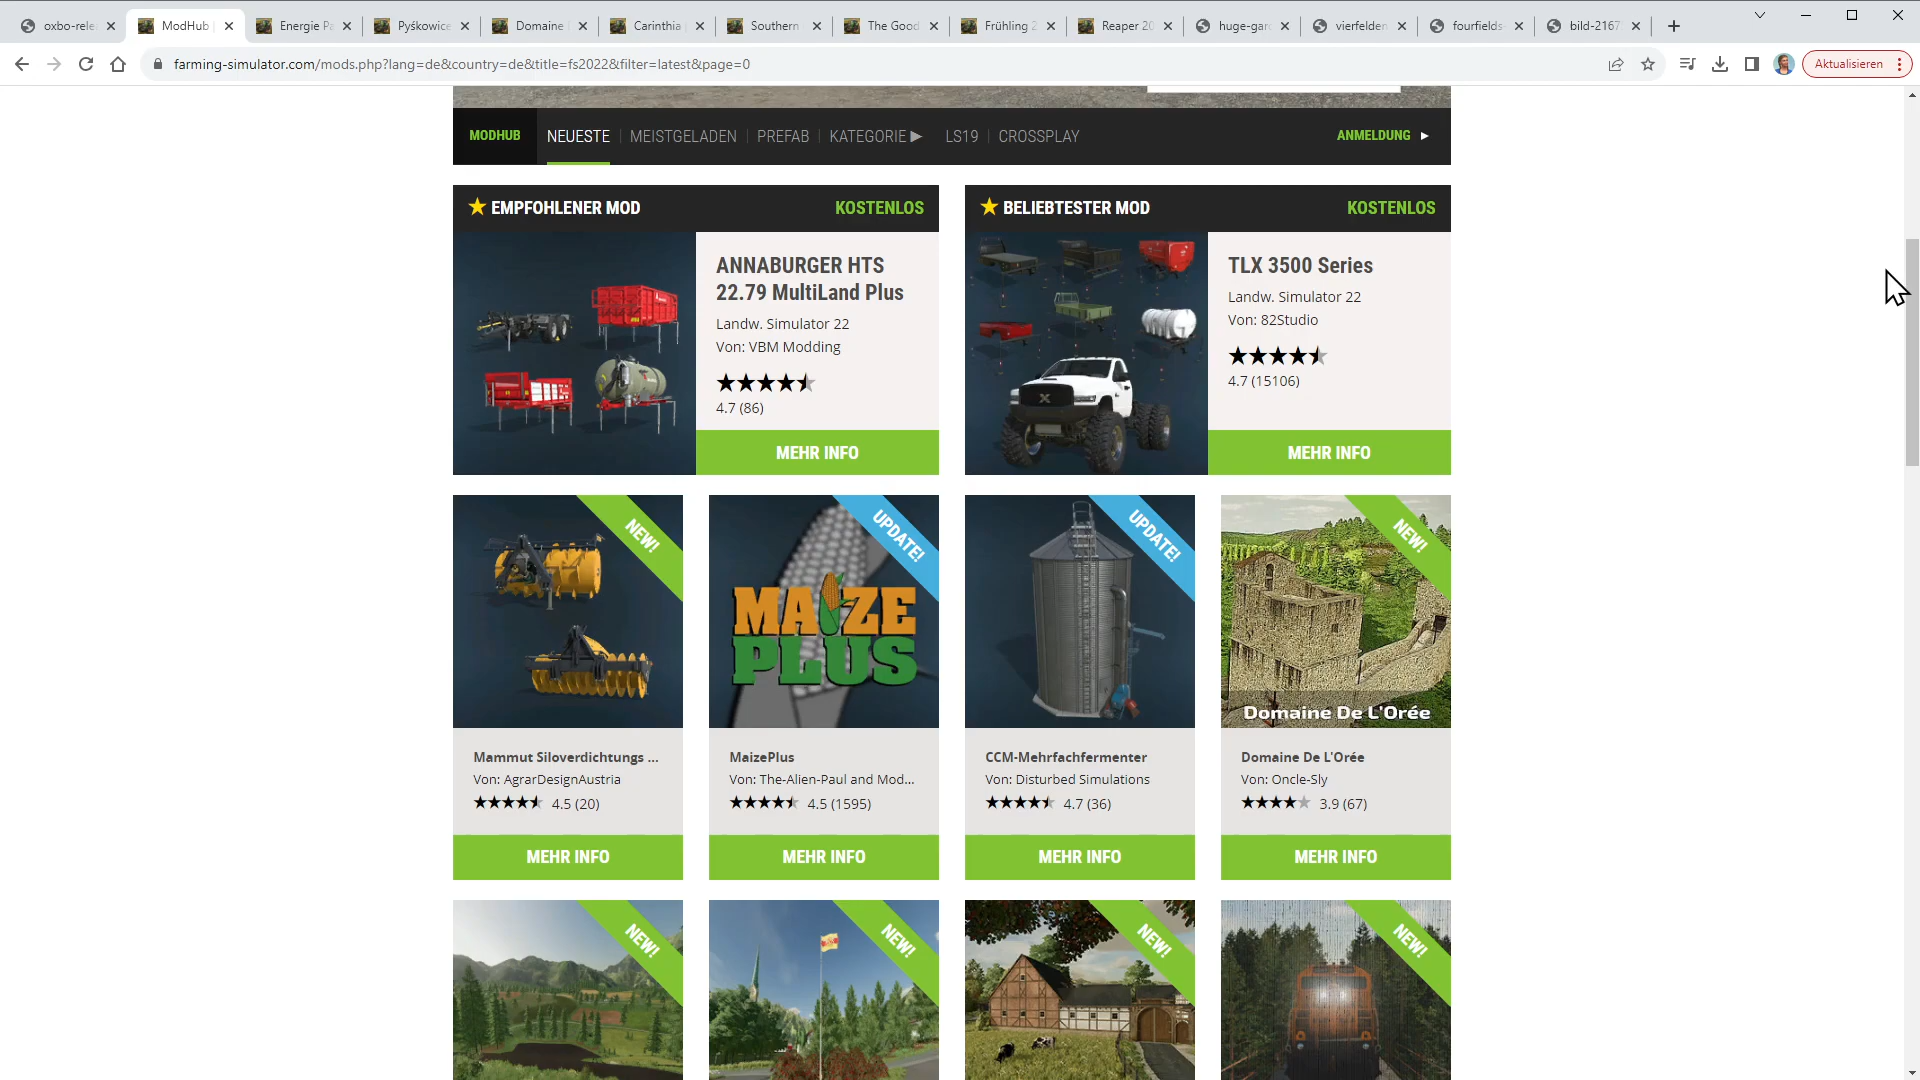 oxbo-rele
ModHub
Energie Pa
Pyśkowice
Domaine
Carinthia
Southern
The Good
Frühling 2
Reaper 20
huge-gar
vierfelden
fourfields-
bild-2167
farming-simulator.com/mods.php?lang=de&country=de&title=fs2022&filter=latest&page=0
Aktualisieren
MODHUB NEUESTE MEISTGELADEN PREFAB KATEGORIE ▶ LS19 CROSSPLAY ANMELDUNG ►
EMPFOHLENER MOD KOSTENLOS
ANNABURGER HTS
22.79 MultiLand Plus
Landw. Simulator 22
Von: VBM Modding
4.7 (86)
MEHR INFO
BELIEBTESTER MOD KOSTENLOS
TLX 3500 Series
Landw. Simulator 22
Von: 82Studio
4.7 (15106)
MEHR INFO
NEW!
Mammut Siloverdichtungs ...
Von: AgrarDesignAustria
4.5 (20)
MEHR INFO
UPDATE!
MAIZE
PLUS
MaizePlus
Von: The-Alien-Paul and Mod...
4.5 (1595)
MEHR INFO
UPDATE!
CCM-Mehrfachfermenter
Von: Disturbed Simulations
4.7 (36)
MEHR INFO
NEW!
Domaine De L'Orée
Domaine De L'Orée
Von: Oncle-Sly
3.9 (67)
MEHR INFO
NEW!
NEW!
NEW!
NEW!